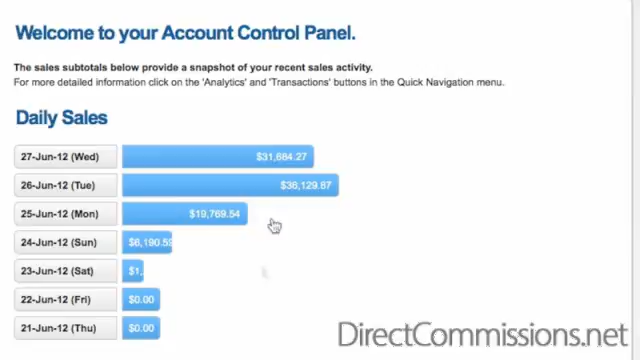 Welcome to your Account Control Panel.
The sales subtotals below provide a snapshot of your recent sales activity.
For more detailed information click on the 'Analytics' and 'Transactions' buttons in the Quick Navigation menu.
Daily Sales
27-Jun-12 (Wed) $31,684.27
26-Jun-12 (Tue) $36,129.87
25-Jun-12 (Mon) $19,769.54
24-Jun-12 (Sun) $6,190.59
23-Jun-12 (Sat) $1,
22-Jun-12 (Fri) $0.00
21-Jun-12 (Thu) $0.00
DirectCommissions.net